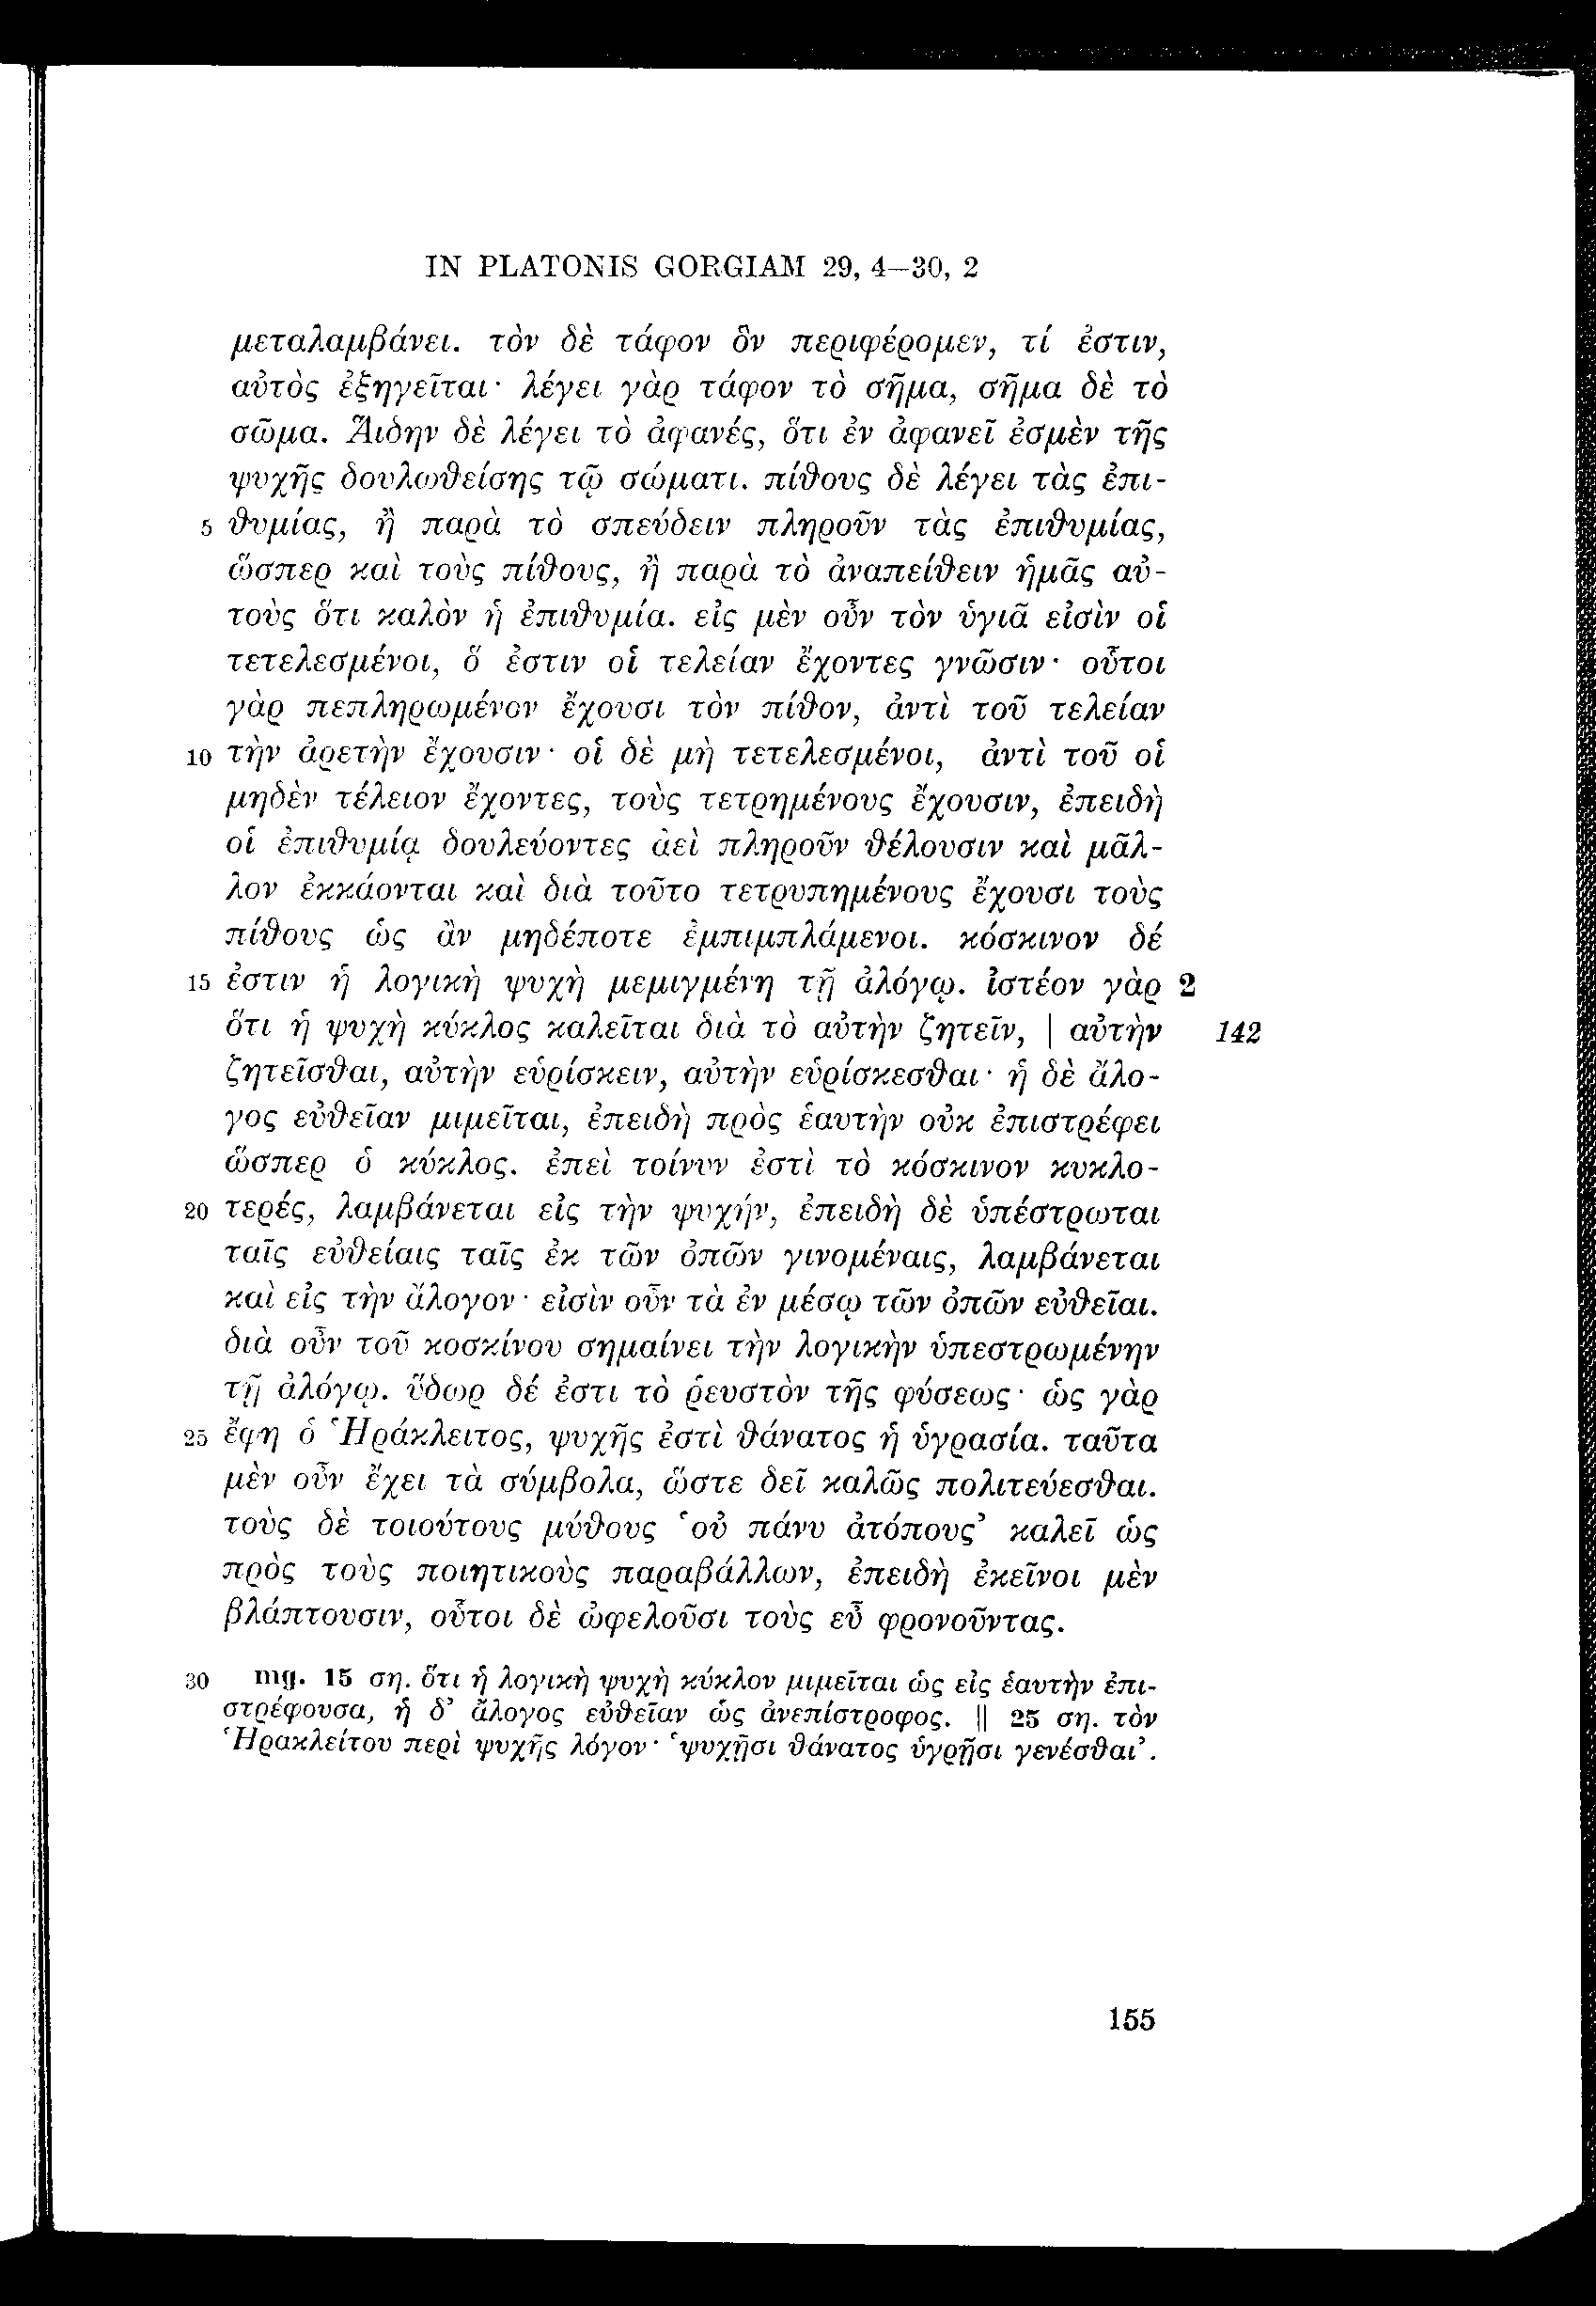 IN PLATONIS GORGIAM 29, 4–30, 2
μεταλαμβάνει. τὸν δὲ τάφον ὃν περιφέρομεν, τί ἐστιν,
αὐτὸς ἐξηγεῖται· λέγει γὰρ τάφον τὸ σῆμα, σῆμα δὲ τὸ
σῶμα. Ἅιδην δὲ λέγει τὸ ἀφανές, ὅτι ἐν ἀφανεῖ ἐσμὲν τῆς
ψυχῆς δουλωθείσης τῷ σώματι. πίθους δὲ λέγει τὰς ἐπι-
5 θυμίας, ἢ παρὰ τὸ σπεύδειν πληροῦν τὰς ἐπιθυμίας,
ὥσπερ καὶ τοὺς πίθους, ἢ παρὰ τὸ ἀναπείθειν ἡμᾶς αὐ-
τοὺς ὅτι καλὸν ἡ ἐπιθυμία. εἰς μὲν οὖν τὸν ὑγιᾶ εἰσὶν οἱ
τετελεσμένοι, ὅ ἐστιν οἱ τελείαν ἔχοντες γνῶσιν· οὗτοι
γὰρ πεπληρωμένον ἔχουσι τὸν πίθον, ἀντὶ τοῦ τελείαν
10 τὴν ἀρετὴν ἔχουσιν· οἱ δὲ μὴ τετελεσμένοι, ἀντὶ τοῦ οἱ
μηδὲν τέλειον ἔχοντες, τοὺς τετρημένους ἔχουσιν, ἐπειδὴ
οἱ ἐπιθυμίᾳ δουλεύοντες ἀεὶ πληροῦν θέλουσιν καὶ μᾶλ-
λον ἐκκάονται καὶ διὰ τοῦτο τετρυπημένους ἔχουσι τοὺς
πίθους ὡς ἂν μηδέποτε ἐμπιμπλάμενοι. κόσκινον δέ
15 ἐστιν ἡ λογικὴ ψυχὴ μεμιγμένη τῇ ἀλόγῳ. ἰστέον γὰρ 2
ὅτι ἡ ψυχὴ κύκλος καλεῖται διὰ τὸ αὐτὴν ζητεῖν, | αὐτὴν 142
ζητεῖσθαι, αὐτὴν εὑρίσκειν, αὐτὴν εὑρίσκεσθαι· ἡ δὲ ἄλο-
γος εὐθεῖαν μιμεῖται, ἐπειδὴ πρὸς ἑαυτὴν οὐκ ἐπιστρέφει
ὥσπερ ὁ κύκλος. ἐπεὶ τοίνυν ἐστὶ τὸ κόσκινον κυκλο-
20 τερές, λαμβάνεται εἰς τὴν ψυχήν, ἐπειδὴ δὲ ὑπέστρωται
ταῖς εὐθείαις ταῖς ἐκ τῶν ὀπῶν γινομέναις, λαμβάνεται
καὶ εἰς τὴν ἄλογον· εἰσὶν οὖν τὰ ἐν μέσῳ τῶν ὀπῶν εὐθεῖαι.
διὰ οὖν τοῦ κοσκίνου σημαίνει τὴν λογικὴν ὑπεστρωμένην
τῇ ἀλόγῳ. ὕδωρ δέ ἐστι τὸ ῥευστὸν τῆς φύσεως· ὡς γὰρ
25 ἔφη ὁ Ἡράκλειτος, ψυχῆς ἐστὶ θάνατος ἡ ὑγρασία. ταῦτα
μὲν οὖν ἔχει τὰ σύμβολα, ὥστε δεῖ καλῶς πολιτεύεσθαι.
τοὺς δὲ τοιούτους μύθους ‘οὐ πάνυ ἀτόπους’ καλεῖ ὡς
πρὸς τοὺς ποιητικοὺς παραβάλλων, ἐπειδὴ ἐκεῖνοι μὲν
βλάπτουσιν, οὗτοι δὲ ὠφελοῦσι τοὺς εὖ φρονοῦντας.
30 mg. 15 ση. ὅτι ἡ λογικὴ ψυχὴ κύκλον μιμεῖται ὡς εἰς ἑαυτὴν ἐπι-
στρέφουσα, ἡ δ’ ἄλογος εὐθεῖαν ὡς ἀνεπίστροφος. || 25 ση. τὸν
Ἡρακλείτου περὶ ψυχῆς λόγον· ‘ψυχῇσι θάνατος ὑγρῇσι γενέσθαι’.
155